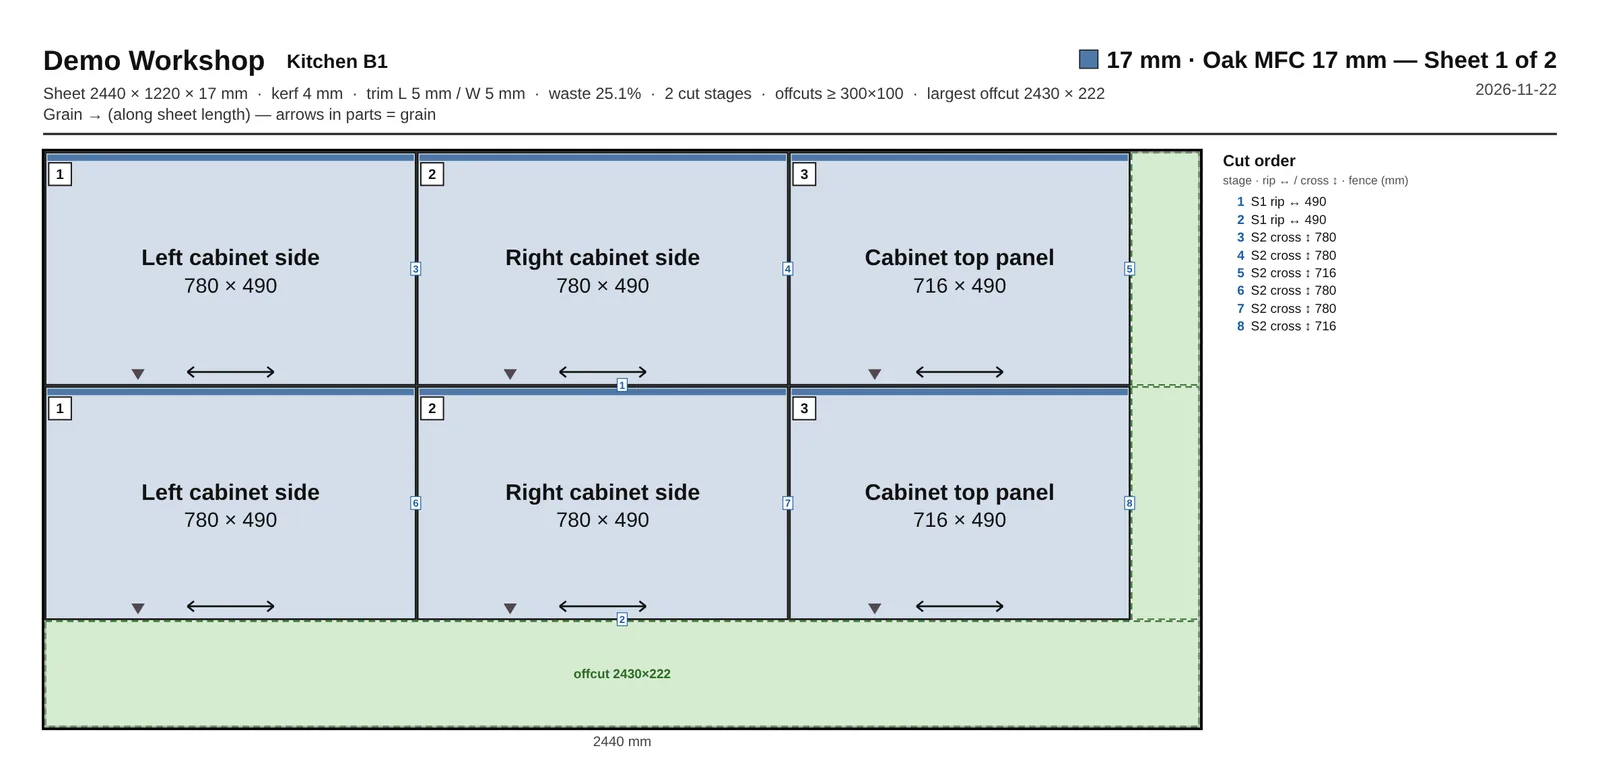 Demo Workshop Kitchen B1
17 mm · Oak MFC 17 mm — Sheet 1 of 2
Sheet 2440 × 1220 × 17 mm · kerf 4 mm · trim L 5 mm / W 5 mm · waste 25.1% · 2 cut stages · offcuts ≥ 300×100 · largest offcut 2430 × 222
2026-11-22
Grain → (along sheet length) — arrows in parts = grain
1
2
3
Left cabinet side
780 × 490
Right cabinet side
780 × 490
Cabinet top panel
716 × 490
3
4
5
1
1
2
3
Left cabinet side
780 × 490
Right cabinet side
780 × 490
Cabinet top panel
716 × 490
6
7
8
2
offcut 2430×222
2440 mm
Cut order
stage · rip ↔ / cross ↕ · fence (mm)
1 S1 rip ↔ 490
2 S1 rip ↔ 490
3 S2 cross ↕ 780
4 S2 cross ↕ 780
5 S2 cross ↕ 716
6 S2 cross ↕ 780
7 S2 cross ↕ 780
8 S2 cross ↕ 716